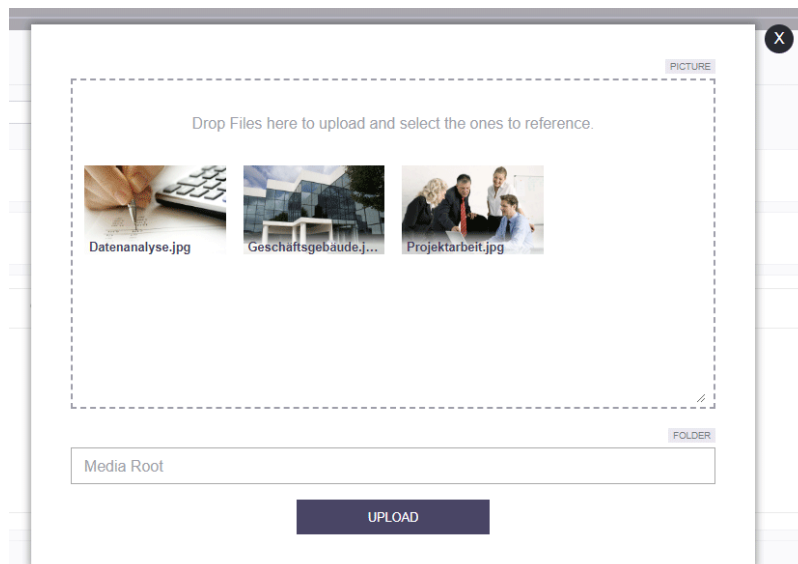 X
PICTURE
Drop Files here to upload and select the ones to reference.
Datenanalyse.jpg
Geschäftsgebäude.j...
Projektarbeit.jpg
FOLDER
Media Root
UPLOAD